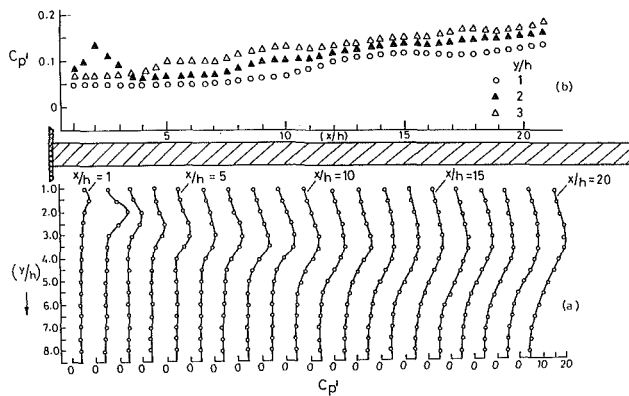 Cp'
0.2
0.1
0
y/h
○ 1
▲ 2
△ 3
(b)
5
10
(x/h)
15
20
x/h = 1
x/h = 5
x/h = 10
x/h = 15
x/h = 20
(y/h)
1.0
2.0
3.0
4.0
5.0
6.0
7.0
8.0
(a)
0 0 0 0 0 0 0 0 0 0 0 0 0 0 0 0 0 0 0 10 20
Cp'